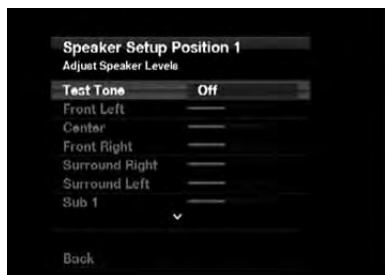 Speaker Setup Position 1
Adjust Speaker Levels
Test Tone Off
Front Left
Center
Front Right
Surround Right
Surround Left
Sub 1
Back